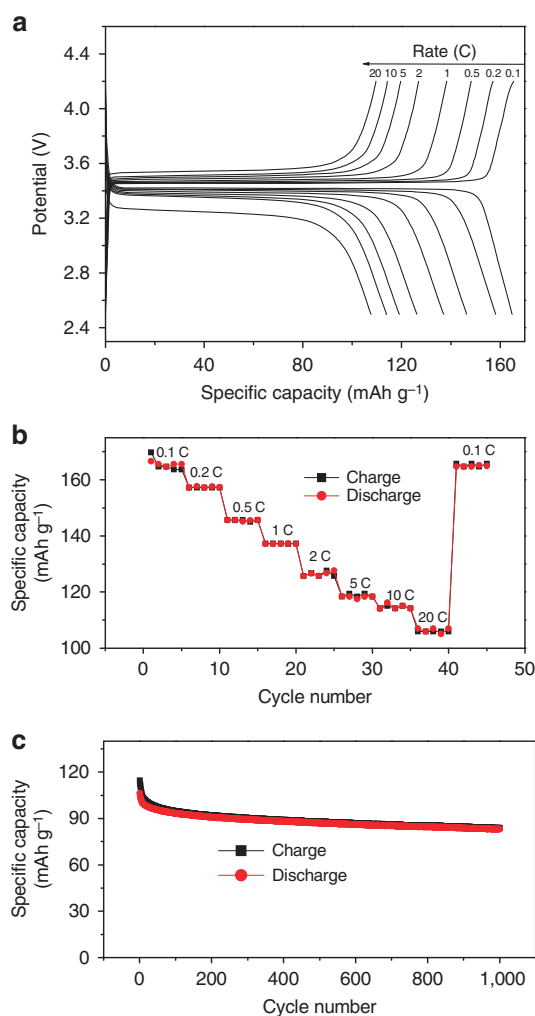 a
Rate (C)
20 10 5 2 1 0.5 0.2 0.1
4.4
3.6
3.2
2.8
2.4
Potential (V)
0 40 80 120 160
Specific capacity (mAh g⁻¹)
b
0.1 C 0.1 C
0.2 C
0.5 C
1 C
2 C
5 C
10 C
20 C
Charge
Discharge
160
140
120
100
Specific capacity
(mAh g⁻¹)
0 10 20 30 40 50
Cycle number
c
120
90
60
30
0
Specific capacity
(mAh g⁻¹)
Charge
Discharge
0 200 400 600 800 1,000
Cycle number